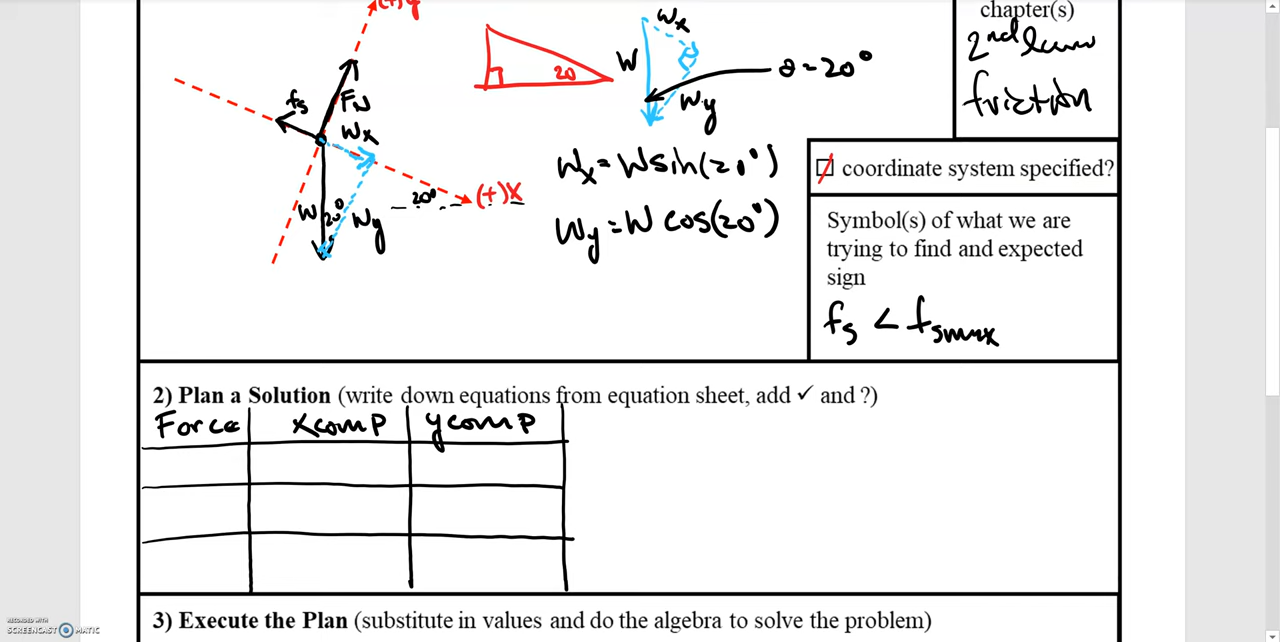 (+)y
fs
FN
Wx
W
20°
Wy
20°
(+)x
20
Wx
W
Wy
θ=20°
Wx = W sin(20°)
Wy = W cos(20°)
chapter(s)
2nd law
friction
coordinate system specified?
Symbol(s) of what we are
trying to find and expected
sign
fs < fsmax
2) Plan a Solution (write down equations from equation sheet, add ✓ and ?)
Force xcomp ycomp
3) Execute the Plan (substitute in values and do the algebra to solve the problem)
RECORDED WITH
SCREENCAST MATIC